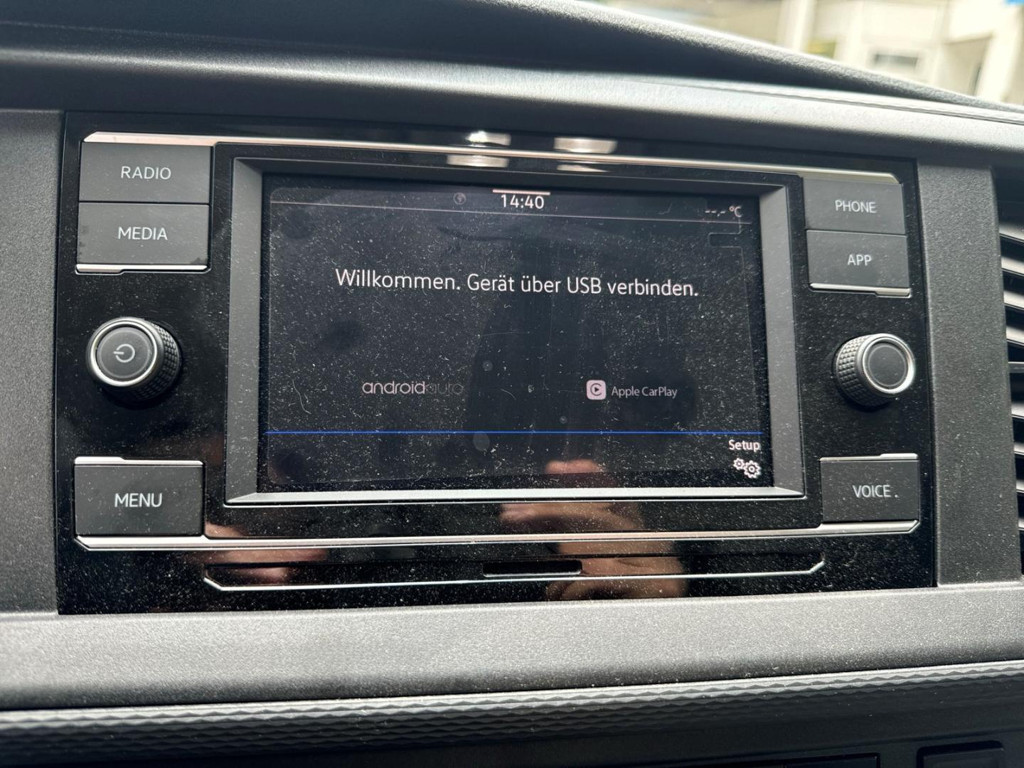 RADIO
MEDIA
MENU
14:40
--,- °C
Willkommen. Gerät über USB verbinden.
androidauto
Apple CarPlay
Setup
PHONE
APP
VOICE